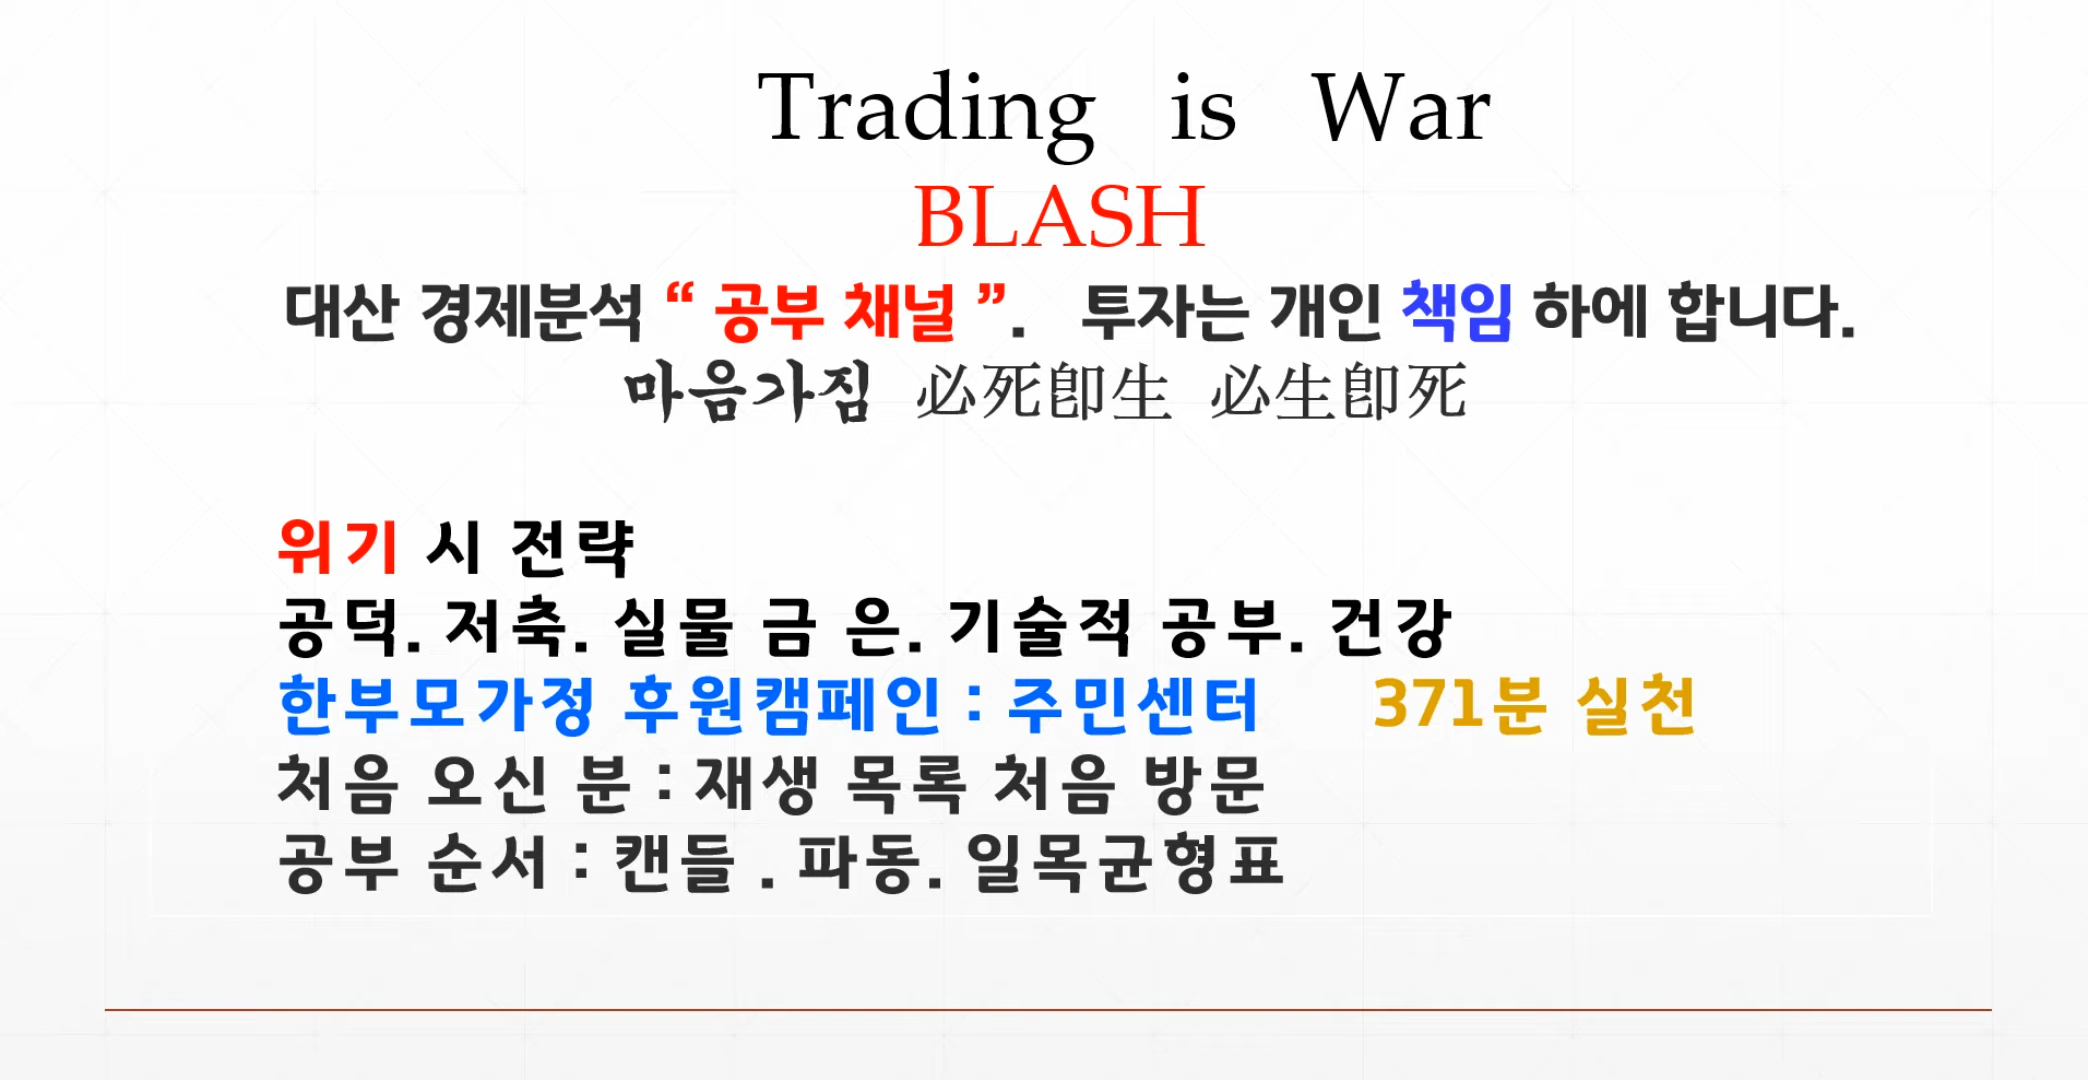 Trading is War
BLASH
대산 경제분석 “ 공부 채널 ”. 투자는 개인 책임 하에 합니다.
마음가짐 必死卽生 必生卽死
위기 시 전략
공덕. 저축. 실물 금 은. 기술적 공부. 건강
한부모가정 후원캠페인 : 주민센터 371분 실천
처음 오신 분 : 재생 목록 처음 방문
공부 순서 : 캔들 . 파동. 일목균형표